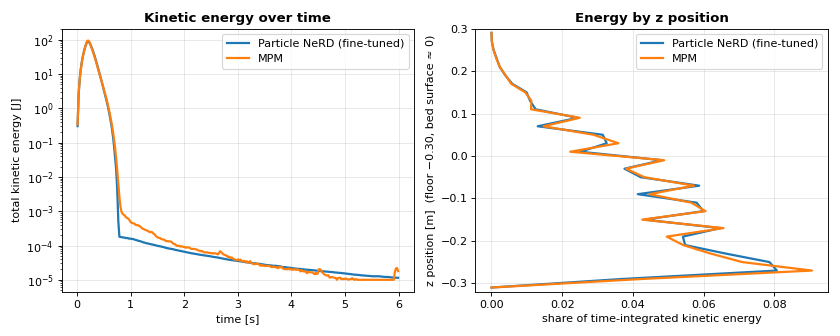 Kinetic energy over time
total kinetic energy [J]
10²
10¹
10⁰
10⁻¹
10⁻²
10⁻³
10⁻⁴
10⁻⁵
Particle NeRD (fine-tuned)
MPM
0 1 2 3 4 5 6
time [s]
Energy by z position
z position [m] (floor −0.30, bed surface ≈ 0)
0.3
0.2
0.1
0.0
−0.1
−0.2
−0.3
Particle NeRD (fine-tuned)
MPM
0.00 0.02 0.04 0.06 0.08
share of time-integrated kinetic energy